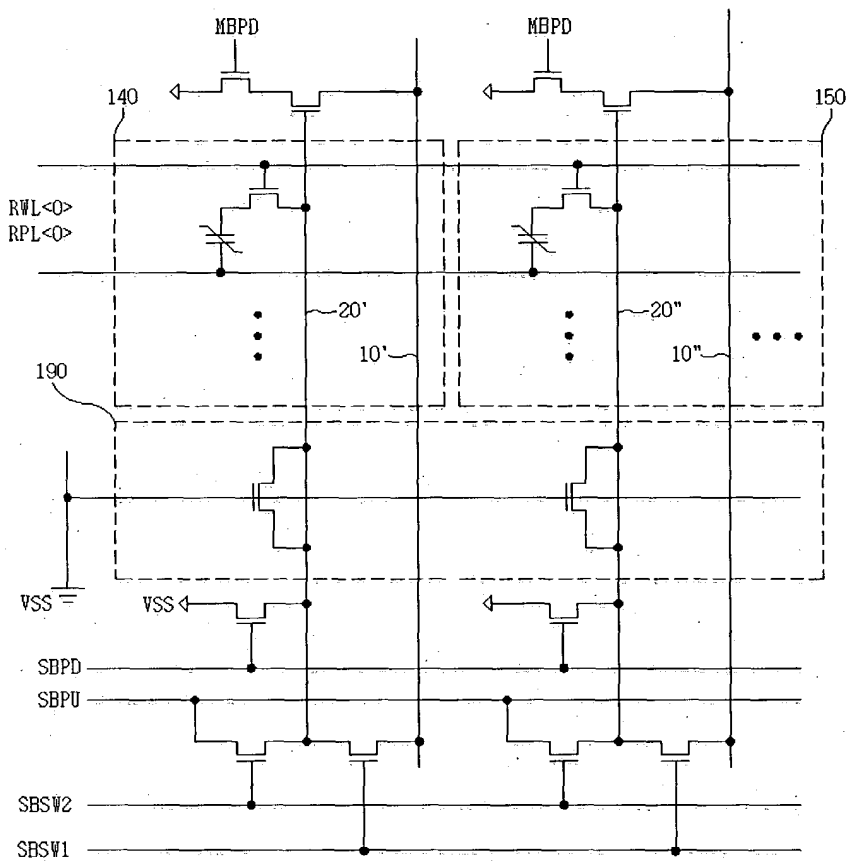 MBPD
MBPD
140
150
RWL<0>
RPL<0>
20'
20"
10'
10"
190
VSS
VSS
SBPD
SBPU
SBSW2
SBSW1